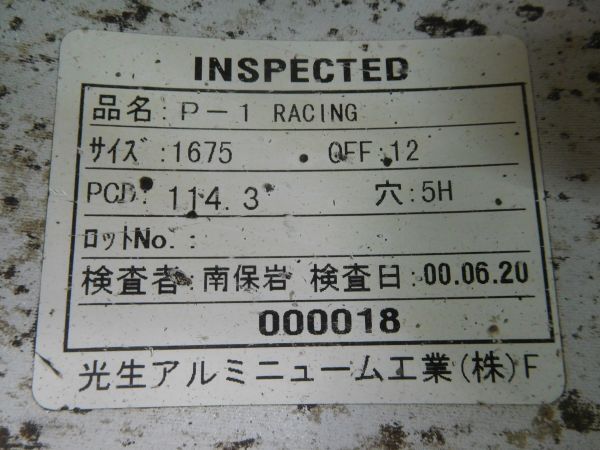 INSPECTED
品名:P－1 RACING
サイズ:1675 OFF:12
PCD: 114.3 穴:5H
ロットNo.:
検査者:南保岩 検査日:00.06.20
000018
光生アルミニューム工業(株)F